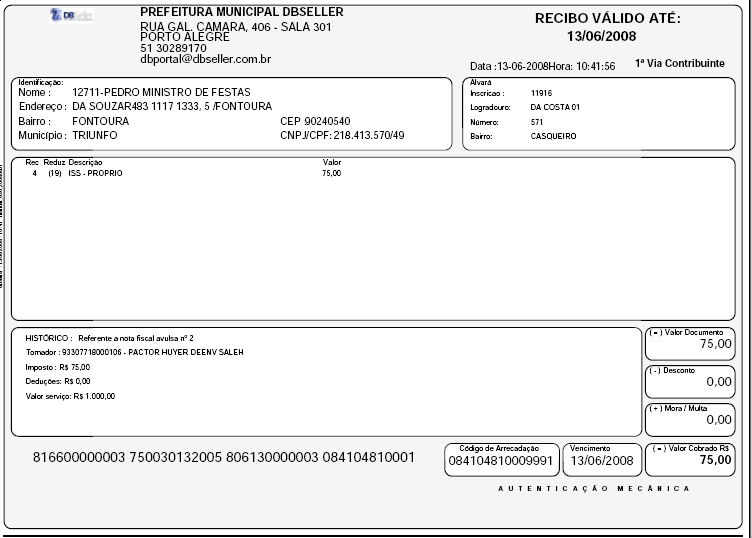 DBSeller
PREFEITURA MUNICIPAL DBSELLER
RUA GAL. CAMARA, 406 - SALA 301
PORTO ALEGRE
51 30289170
dbportal@dbseller.com.br
RECIBO VÁLIDO ATÉ:
13/06/2008
Data :13-06-2008Hora: 10:41:56 1ª Via Contribuinte
Identificação:
Nome : 12711-PEDRO MINISTRO DE FESTAS
Endereço : DA SOUZAR483 1117 1333, 5 /FONTOURA
Bairro : FONTOURA CEP :90240540
Município : TRIUNFO CNPJ/CPF: 218.413.570/49
Alvará
Inscricao : 11916
Logradouro: DA COSTA 01
Número: 571
Bairro: CASQUEIRO
Rec Reduz Descrição Valor
4 (19) ISS - PROPRIO 75,00
HISTÓRICO : Referente a nota fiscal avulsa nº 2
Tomador : 93307718000106 - PACTOR HUYER DEENV SALEH
Imposto : R$ 75,00
Deduções: R$ 0,00
Valor serviço: R$ 1.000,00
( = ) Valor Documento
75,00
( - ) Desconto
0,00
( + ) Mora / Multa
0,00
816600000003 750030132005 806130000003 084104810001
Código de Arrecadação
084104810009991
Vencimento
13/06/2008
( = ) Valor Cobrado R$
75,00
AUTENTICAÇÃO MECÂNICA